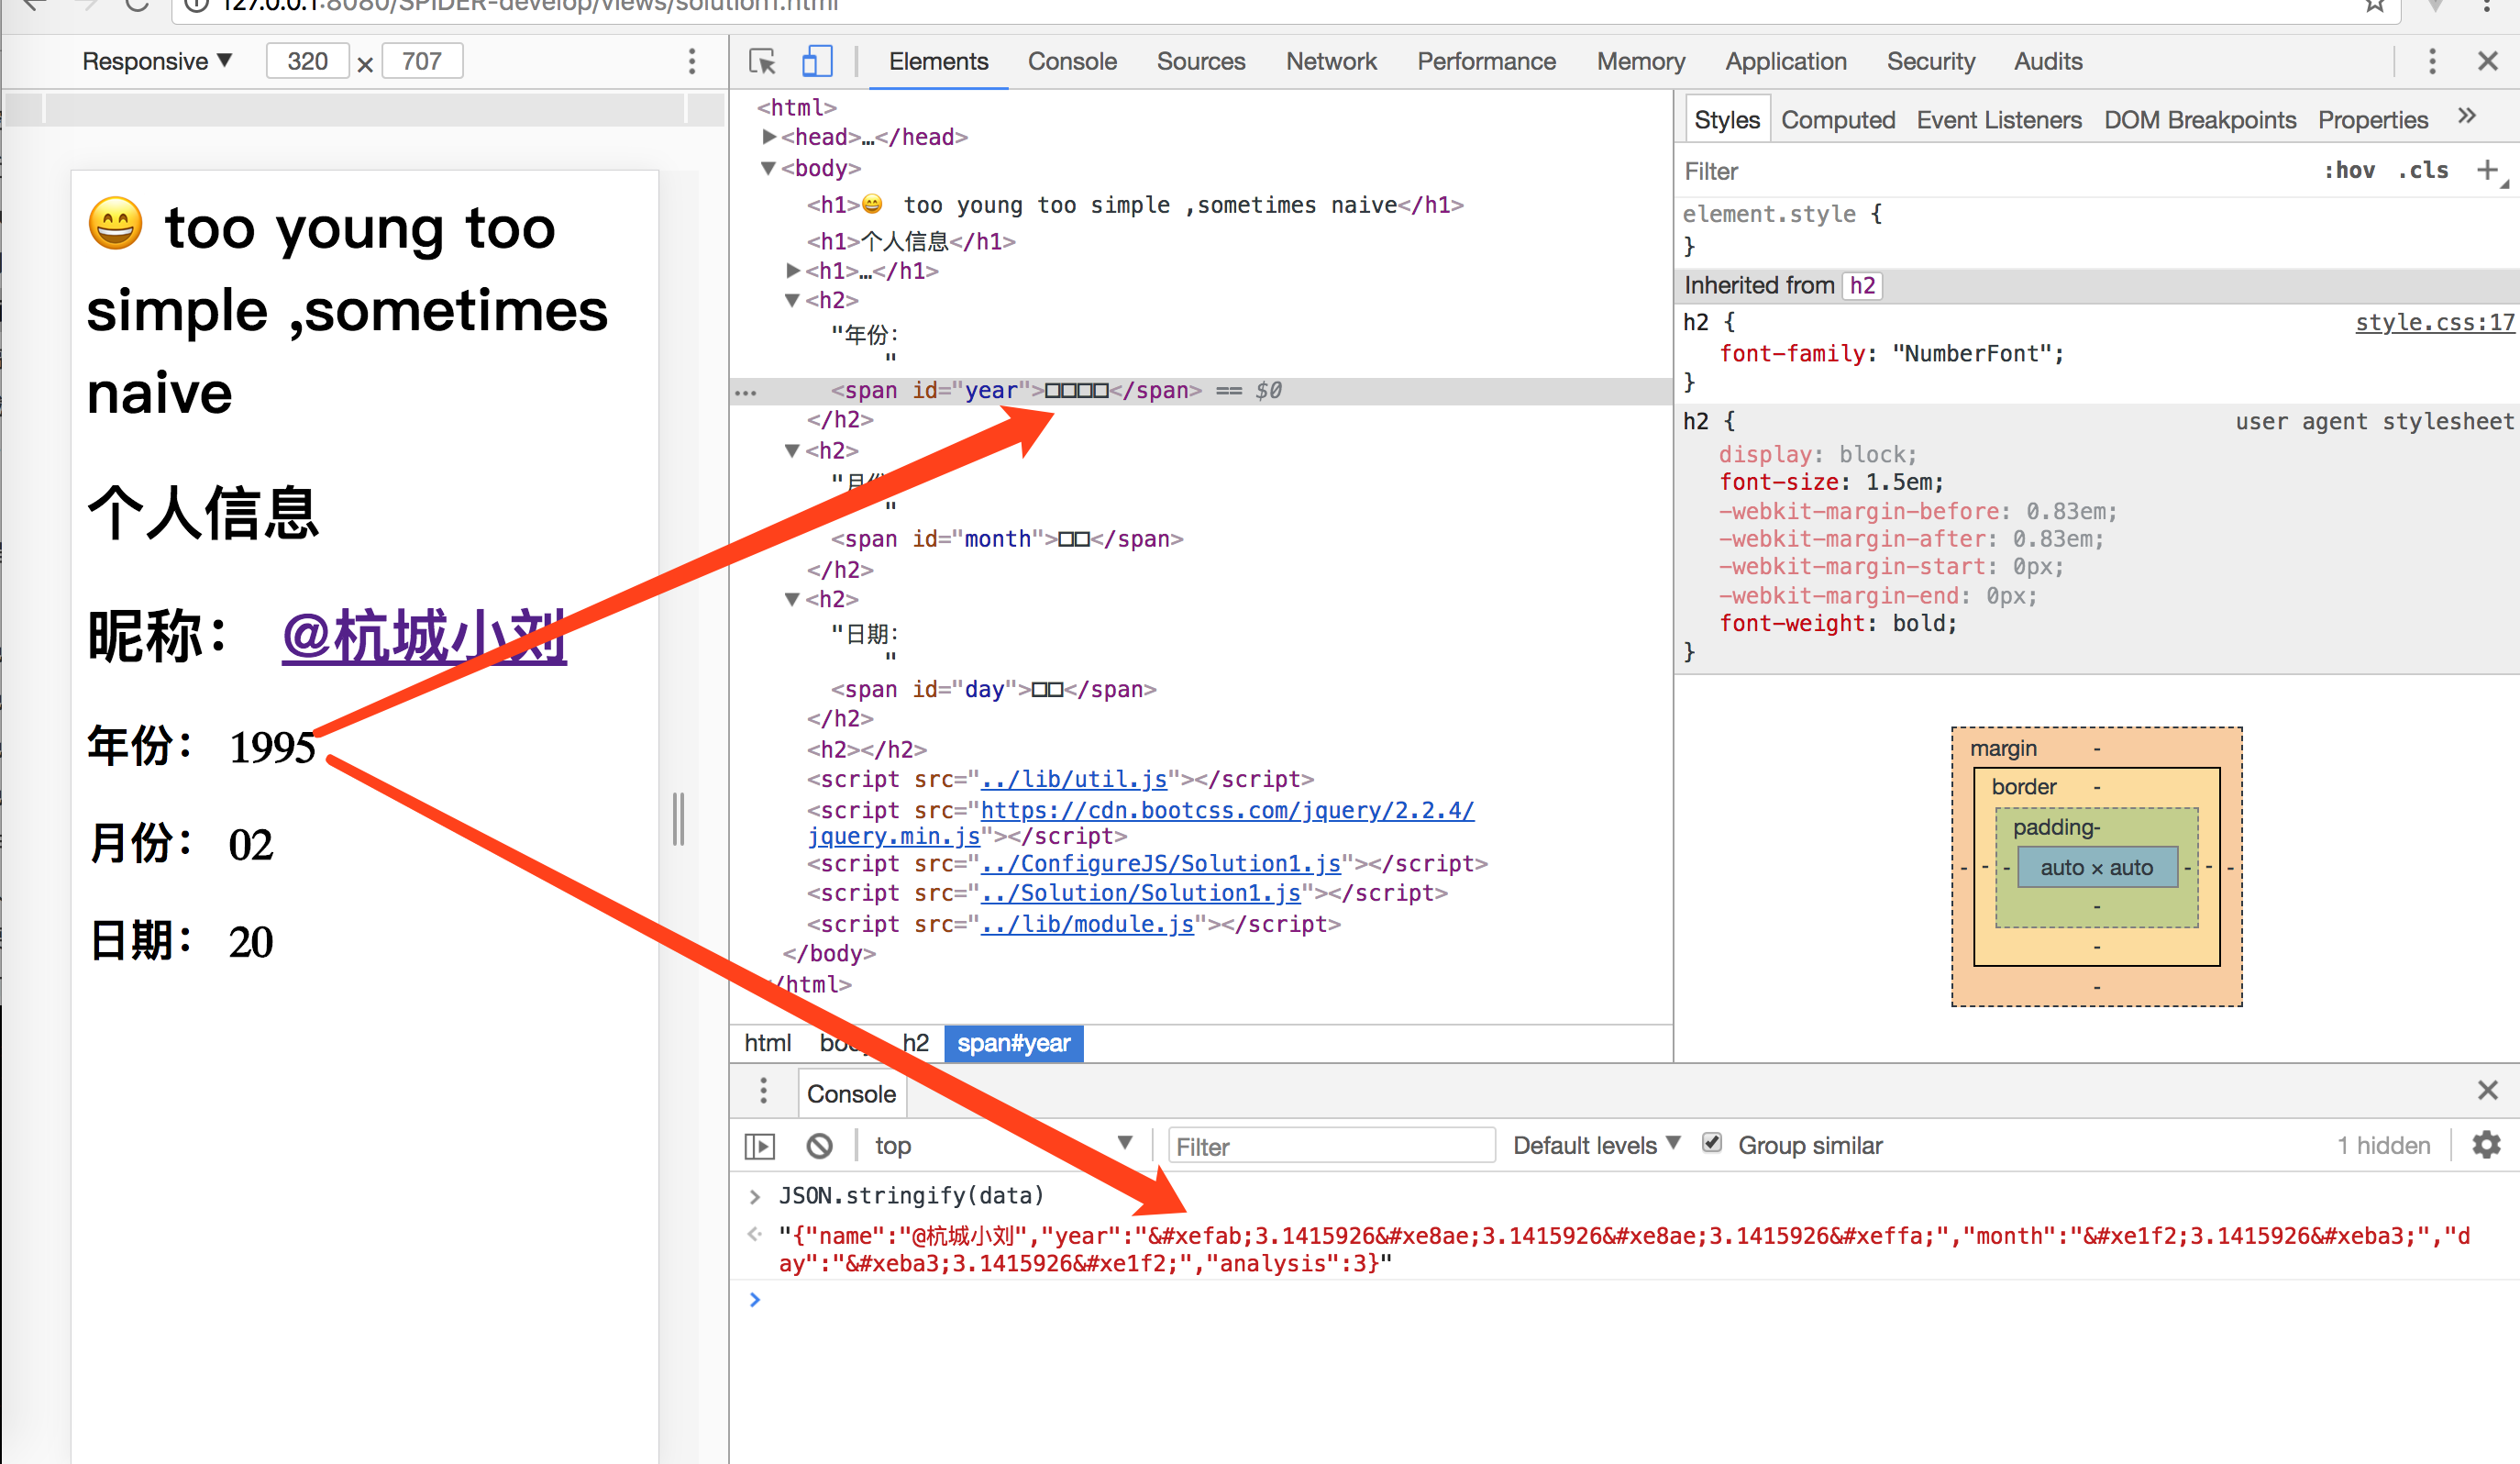 127.0.0.1:8080/SPIDER-develop/views/solution1.html
Responsive ▼ 320 × 707
Elements Console Sources Network Performance Memory Application Security Audits
😄 too young too
simple ,sometimes
naive
个人信息
昵称： @杭城小刘
年份： 1995
月份： 02
日期： 20
<html>
▶<head>…</head>
▼<body>
<h1>😄 too young too simple ,sometimes naive</h1>
<h1>个人信息</h1>
▶<h1>…</h1>
▼<h2>
"年份:
"
<span id="year">□□□□</span> == $0
</h2>
▼<h2>
"月份
"
<span id="month">□□</span>
</h2>
▼<h2>
"日期:
"
<span id="day">□□</span>
</h2>
<h2></h2>
<script src="../lib/util.js"></script>
<script src="https://cdn.bootcss.com/jquery/2.2.4/
jquery.min.js"></script>
<script src="../ConfigureJS/Solution1.js"></script>
<script src="../Solution/Solution1.js"></script>
<script src="../lib/module.js"></script>
</body>
</html>
html body h2 span#year
Styles Computed Event Listeners DOM Breakpoints Properties »
Filter :hov .cls +
element.style {
}
Inherited from h2
h2 { style.css:17
font-family: "NumberFont";
}
h2 { user agent stylesheet
display: block;
font-size: 1.5em;
-webkit-margin-before: 0.83em;
-webkit-margin-after: 0.83em;
-webkit-margin-start: 0px;
-webkit-margin-end: 0px;
font-weight: bold;
}
margin -
border -
padding-
- - - auto × auto - - -
-
-
-
Console
top ▼ Filter Default levels ▼ Group similar 1 hidden
> JSON.stringify(data)
"{"name":"@杭城小刘","year":"&#xefab;3.1415926&#xe8ae;3.1415926&#xe8ae;3.1415926&#xeffa;","month":"&#xe1f2;3.1415926&#xeba3;","d
ay":"&#xeba3;3.1415926&#xe1f2;","analysis":3}"
>